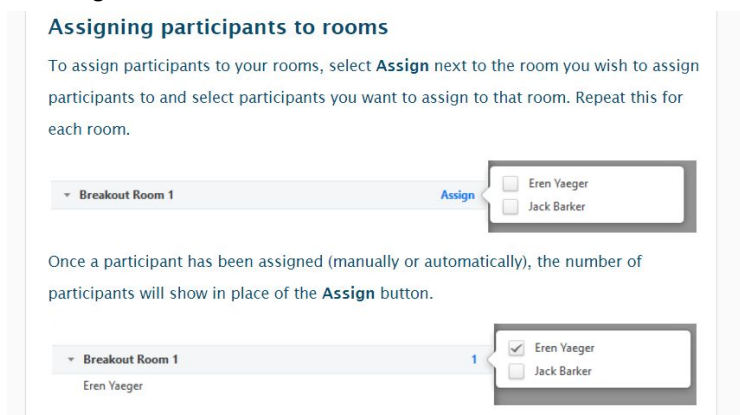 Assigning participants to rooms
To assign participants to your rooms, select Assign next to the room you wish to assign
participants to and select participants you want to assign to that room. Repeat this for
each room.
Breakout Room 1 Assign
Eren Yaeger
Jack Barker
Once a participant has been assigned (manually or automatically), the number of
participants will show in place of the Assign button.
Breakout Room 1 1
Eren Yaeger
Eren Yaeger
Jack Barker